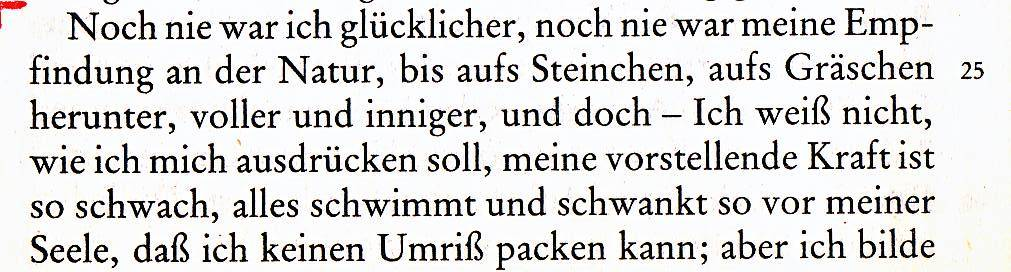 Noch nie war ich glücklicher, noch nie war meine Emp-
findung an der Natur, bis aufs Steinchen, aufs Gräschen 25
herunter, voller und inniger, und doch – Ich weiß nicht,
wie ich mich ausdrücken soll, meine vorstellende Kraft ist
so schwach, alles schwimmt und schwankt so vor meiner
Seele, daß ich keinen Umriß packen kann; aber ich bilde